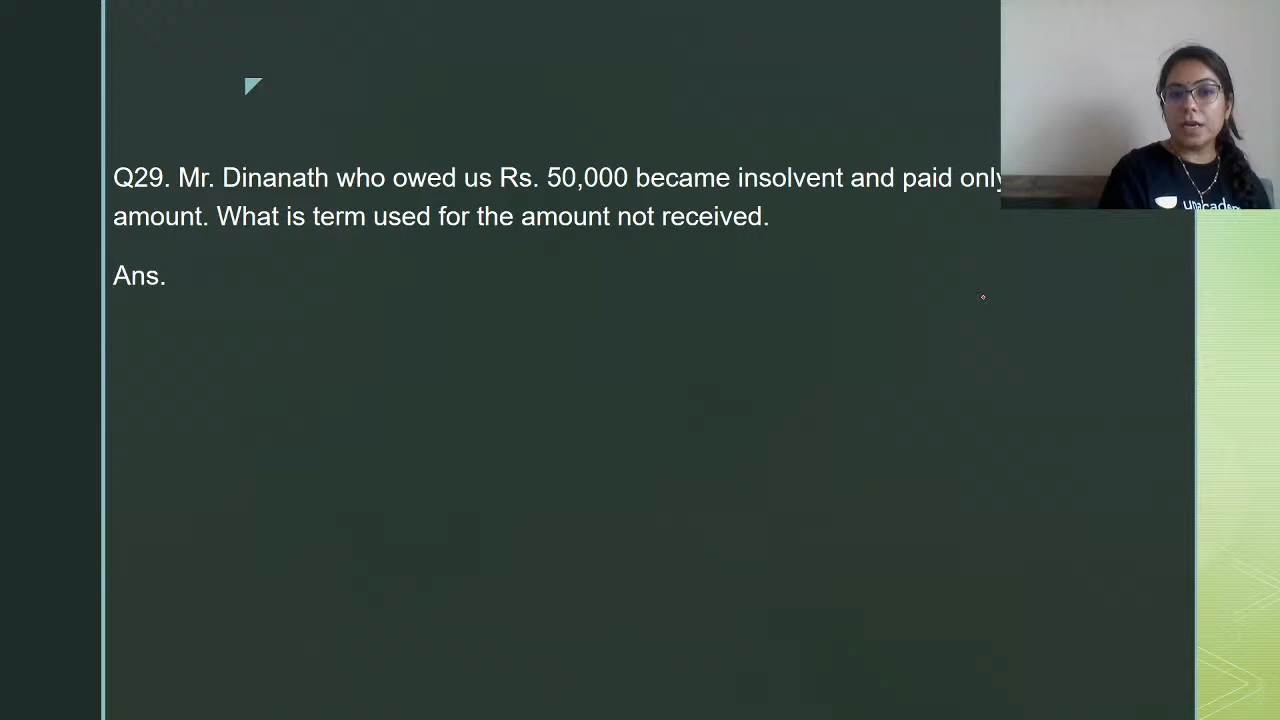 Q29. Mr. Dinanath who owed us Rs. 50,000 became insolvent and paid only
amount. What is term used for the amount not received.
Ans.